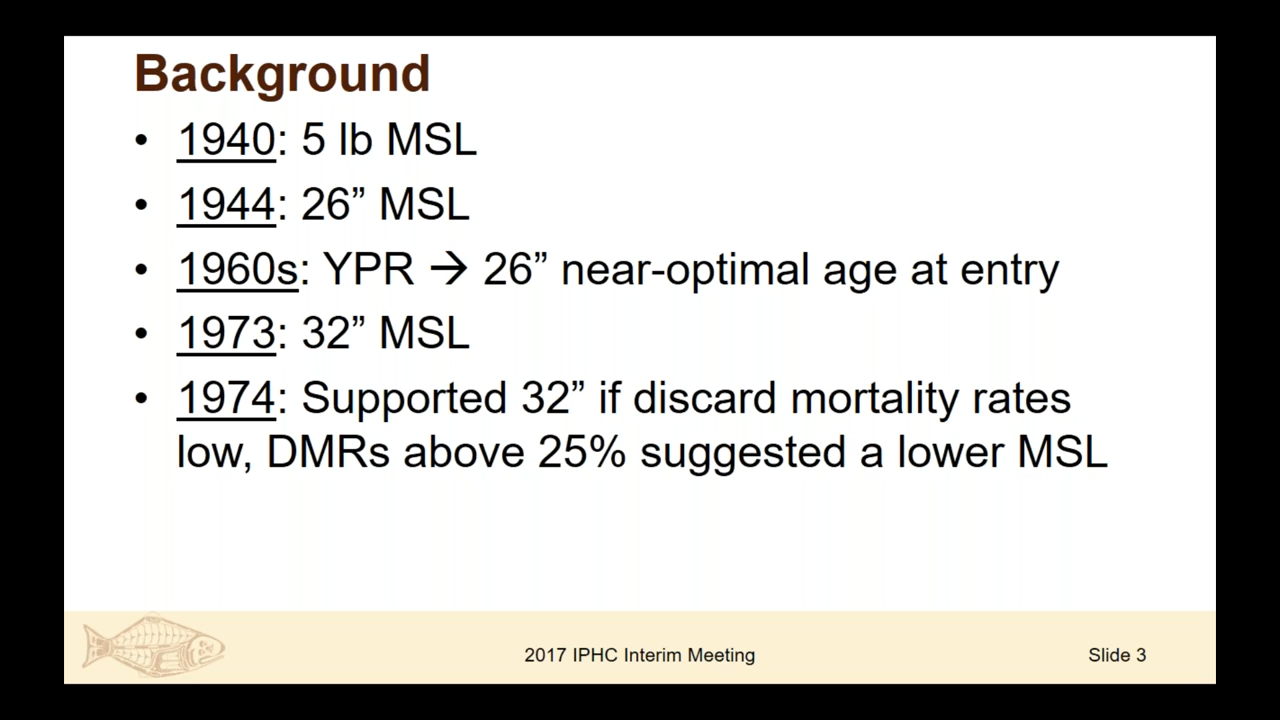 Background
• 1940: 5 lb MSL
• 1944: 26” MSL
• 1960s: YPR → 26” near-optimal age at entry
• 1973: 32” MSL
• 1974: Supported 32” if discard mortality rates
low, DMRs above 25% suggested a lower MSL
2017 IPHC Interim Meeting
Slide 3